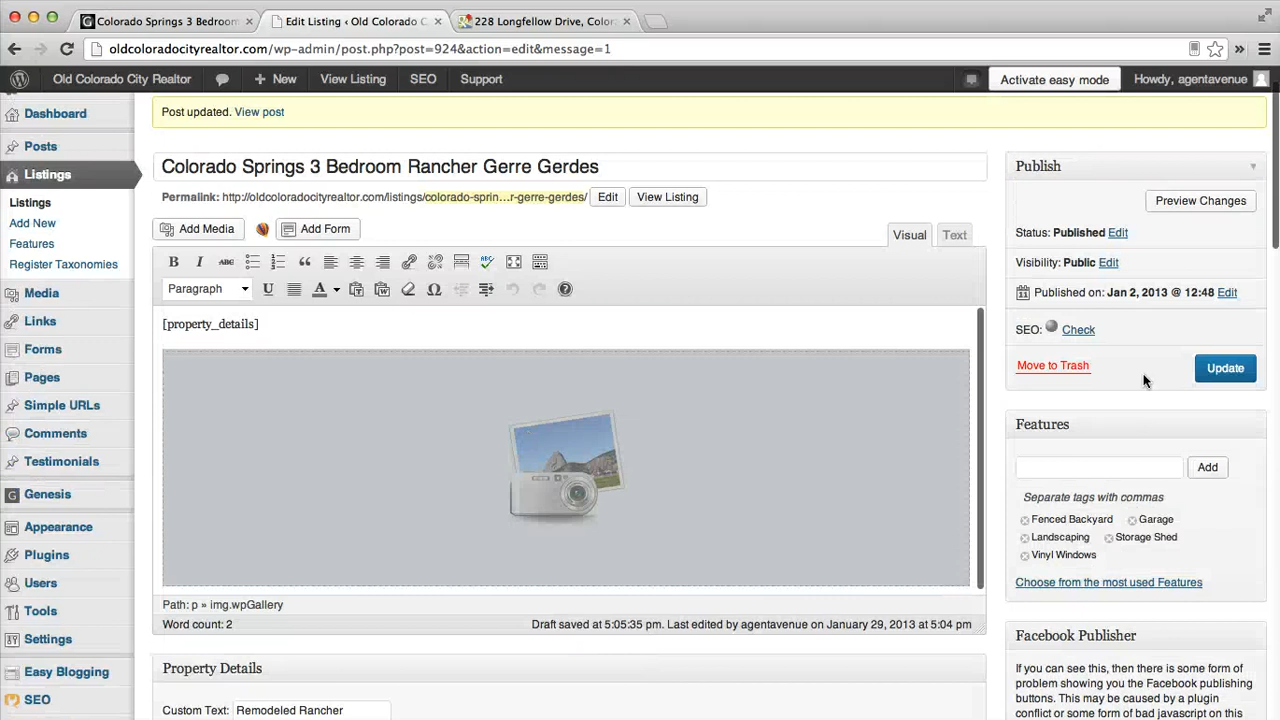 Colorado Springs 3 Bedroom
Edit Listing ‹ Old Colorado C
228 Longfellow Drive, Color
oldcoloradocityrealtor.com/wp-admin/post.php?post=924&action=edit&message=1
Old Colorado City Realtor
New
View Listing
SEO
Support
Activate easy mode
Howdy, agentavenue
Dashboard
Posts
Listings
Listings
Add New
Features
Register Taxonomies
Media
Links
Forms
Pages
Simple URLs
Comments
Testimonials
Genesis
Appearance
Plugins
Users
Tools
Settings
Easy Blogging
SEO
Post updated. View post
Colorado Springs 3 Bedroom Rancher Gerre Gerdes
Permalink: http://oldcoloradocityrealtor.com/listings/colorado-sprin…r-gerre-gerdes/ Edit View Listing
Add Media
Add Form
Visual
Text
B I ABC
ABC
Paragraph
U
A
Ω
[property_details]
Path: p » img.wpGallery
Word count: 2
Draft saved at 5:05:35 pm. Last edited by agentavenue on January 29, 2013 at 5:04 pm
Property Details
Custom Text: Remodeled Rancher
Publish
Preview Changes
Status: Published Edit
Visibility: Public Edit
Published on: Jan 2, 2013 @ 12:48 Edit
SEO: Check
Move to Trash
Update
Features
Add
Separate tags with commas
Fenced Backyard Garage
Landscaping Storage Shed
Vinyl Windows
Choose from the most used Features
Facebook Publisher
If you can see this, then there is some form of
problem showing you the Facebook publishing
buttons. This may be caused by a plugin
conflict or some form of bad javascript on this